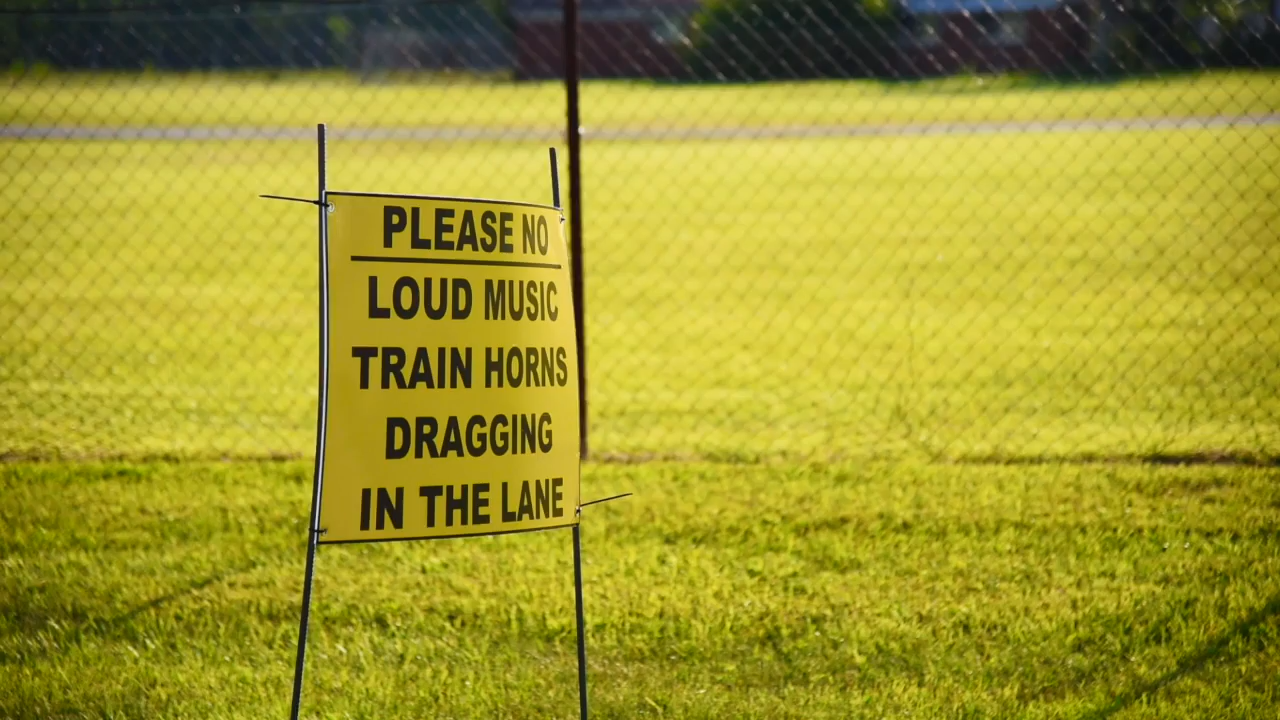 PLEASE NO
LOUD MUSIC
TRAIN HORNS
DRAGGING
IN THE LANE